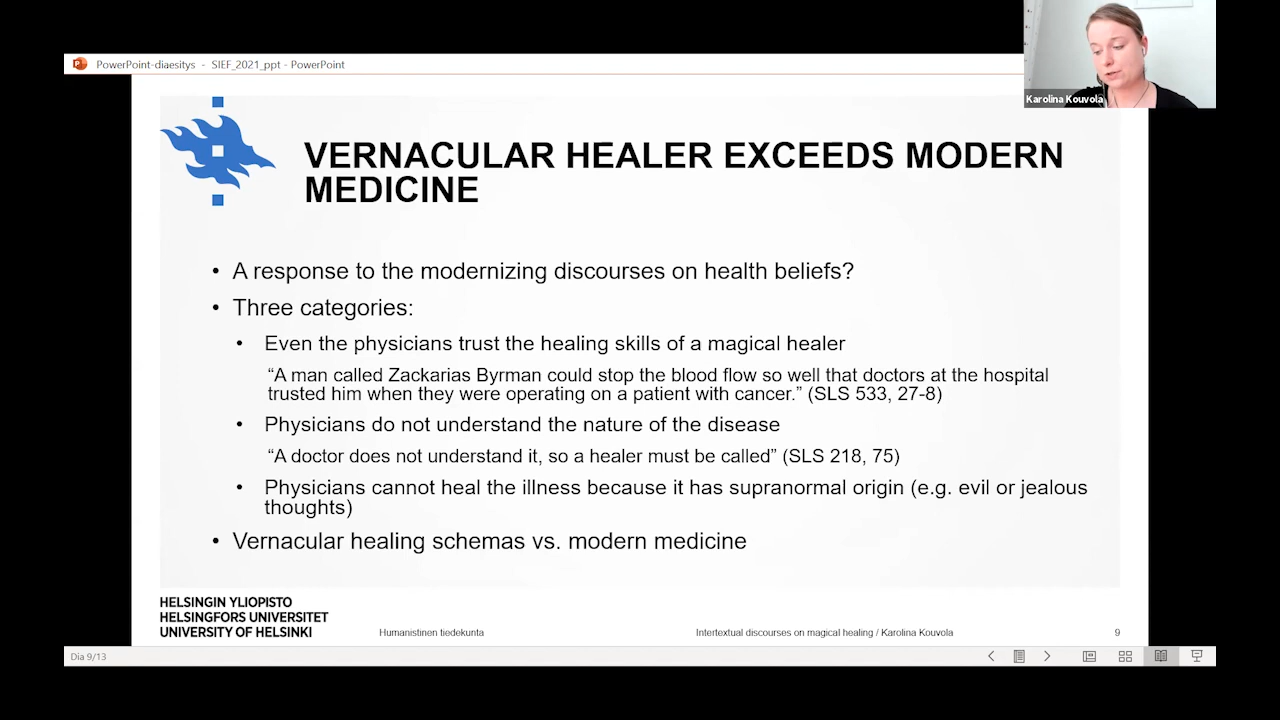 PowerPoint-diaesitys - SIEF_2021_ppt - PowerPoint
Karolina Kouvola
VERNACULAR HEALER EXCEEDS MODERN
MEDICINE
• A response to the modernizing discourses on health beliefs?
• Three categories:
• Even the physicians trust the healing skills of a magical healer
“A man called Zackarias Byrman could stop the blood flow so well that doctors at the hospital
trusted him when they were operating on a patient with cancer.” (SLS 533, 27-8)
• Physicians do not understand the nature of the disease
“A doctor does not understand it, so a healer must be called” (SLS 218, 75)
• Physicians cannot heal the illness because it has supranormal origin (e.g. evil or jealous
thoughts)
• Vernacular healing schemas vs. modern medicine
HELSINGIN YLIOPISTO
HELSINGFORS UNIVERSITET
UNIVERSITY OF HELSINKI
Humanistinen tiedekunta
Intertextual discourses on magical healing / Karolina Kouvola
9
Dia 9/13